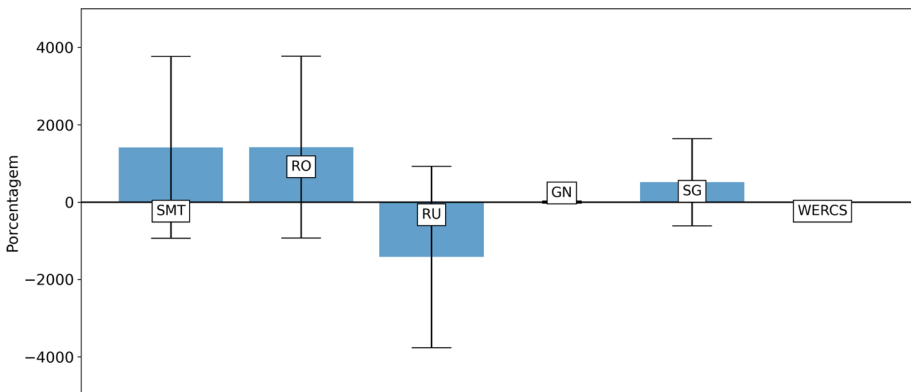 Porcentagem
4000
2000
0
−2000
−4000
SMT
RO
RU
GN
SG
WERCS